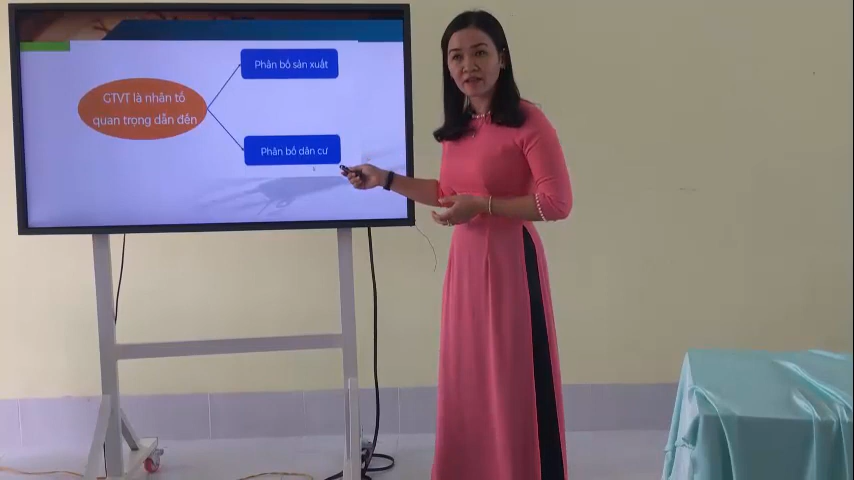 Phân bố sản xuất
GTVT là nhân tố
quan trọng dẫn đến
Phân bố dân cư